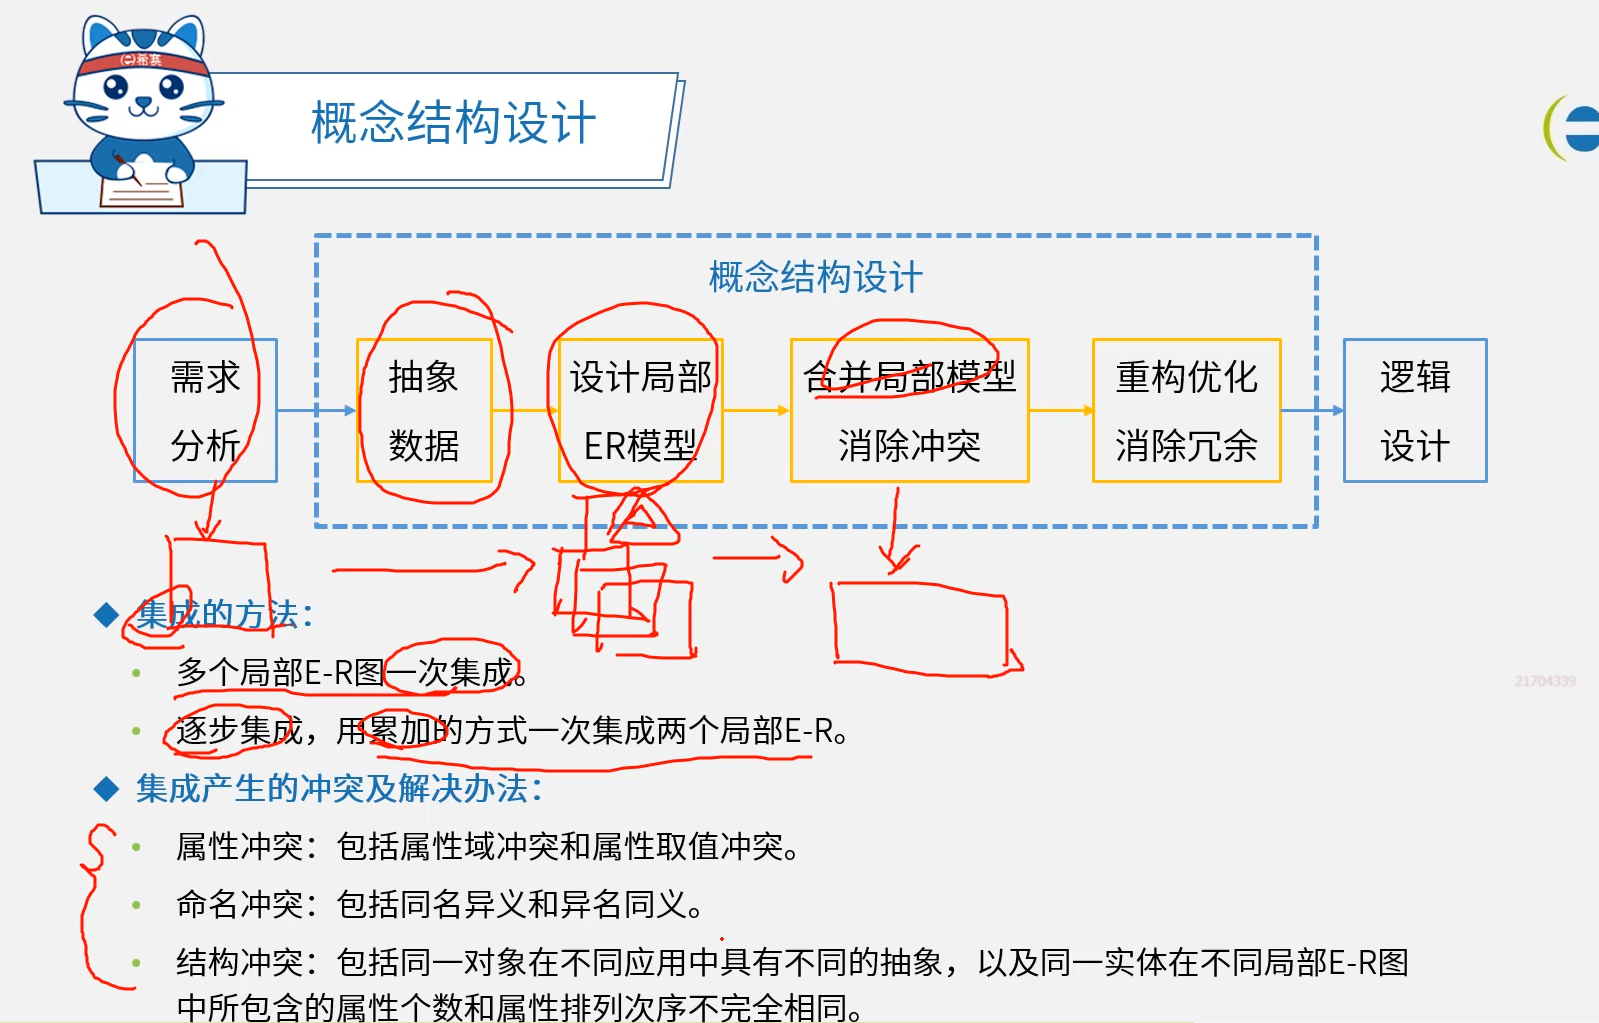 希赛
概念结构设计
概念结构设计
需求
分析
抽象
数据
设计局部
ER模型
合并局部模型
消除冲突
重构优化
消除冗余
逻辑
设计
集成的方法：
多个局部E-R图一次集成。
21704339
逐步集成，用累加的方式一次集成两个局部E-R。
集成产生的冲突及解决办法：
属性冲突：包括属性域冲突和属性取值冲突。
命名冲突：包括同名异义和异名同义。
结构冲突：包括同一对象在不同应用中具有不同的抽象，以及同一实体在不同局部E-R图
中所包含的属性个数和属性排列次序不完全相同。